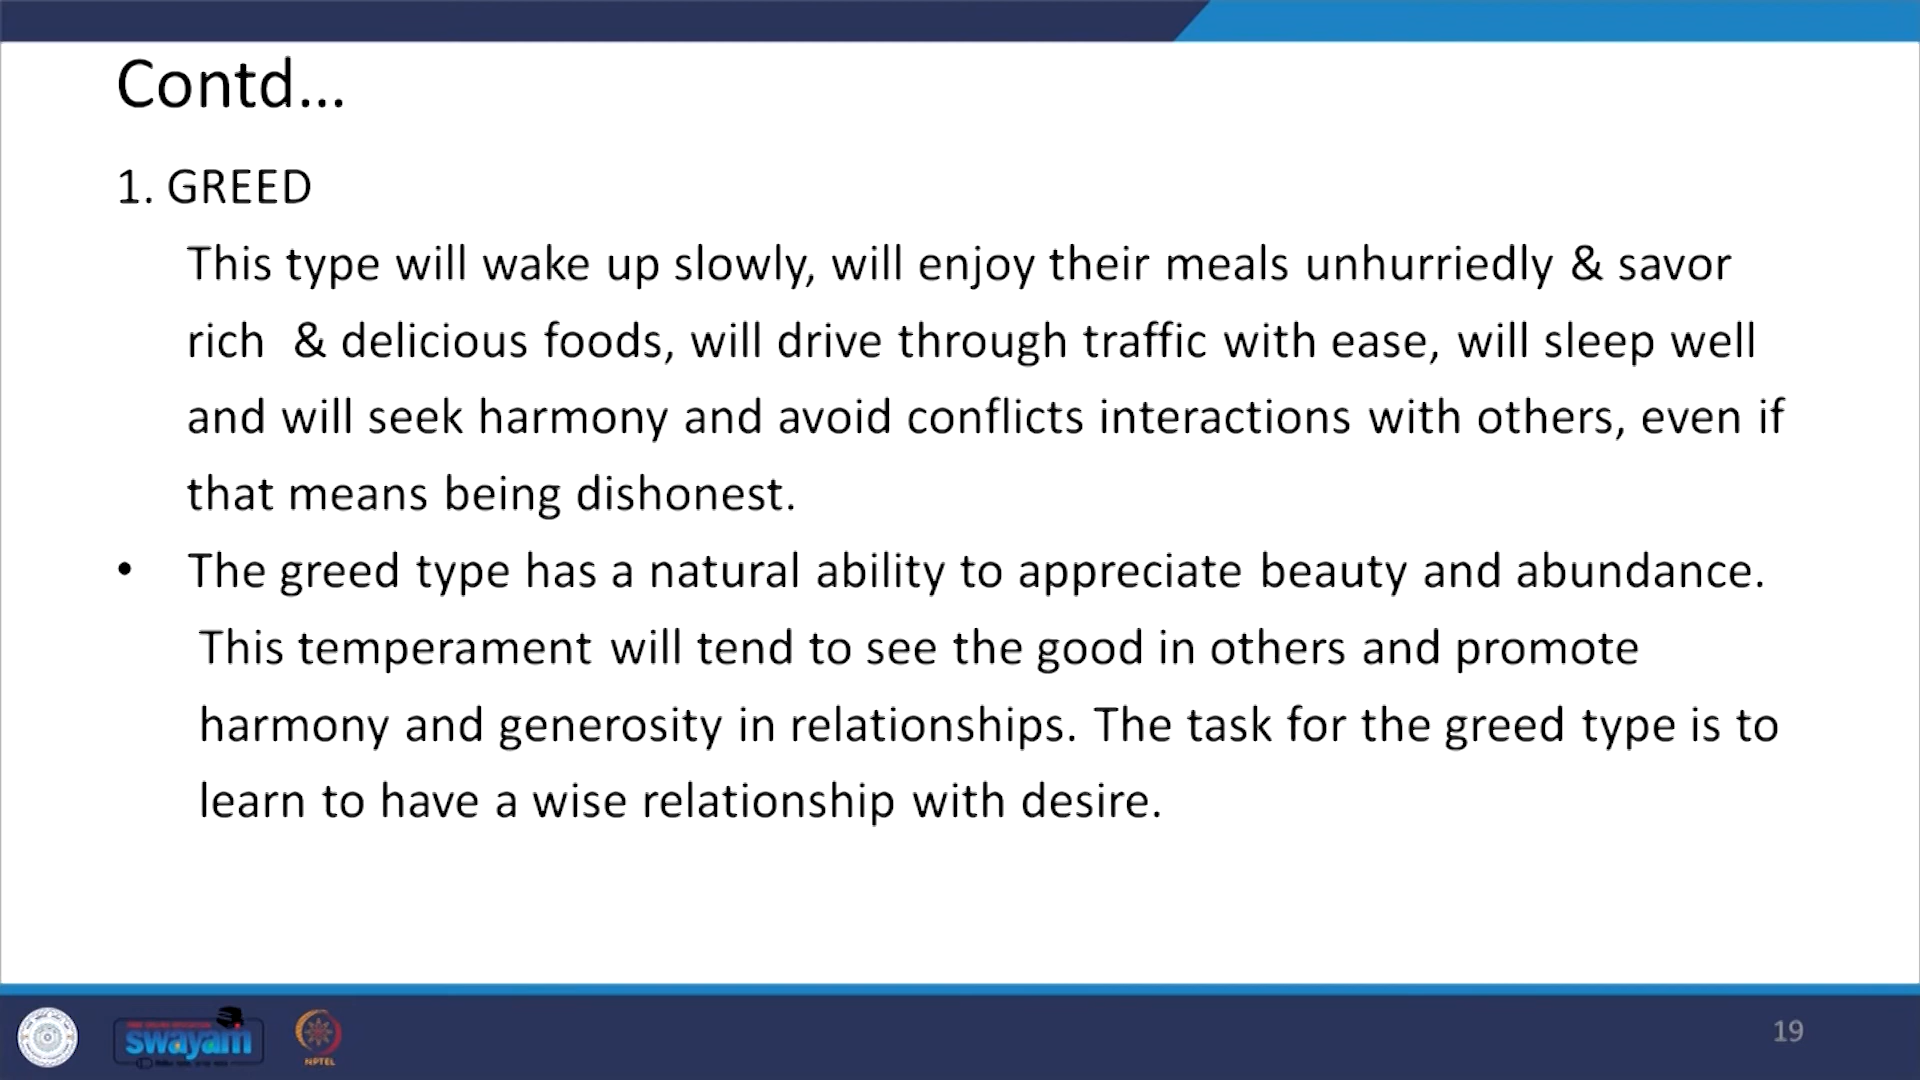 Contd...
1. GREED
This type will wake up slowly, will enjoy their meals unhurriedly & savor
rich & delicious foods, will drive through traffic with ease, will sleep well
and will seek harmony and avoid conflicts interactions with others, even if
that means being dishonest.
• The greed type has a natural ability to appreciate beauty and abundance.
This temperament will tend to see the good in others and promote
harmony and generosity in relationships. The task for the greed type is to
learn to have a wise relationship with desire.
swayam
NPTEL
19